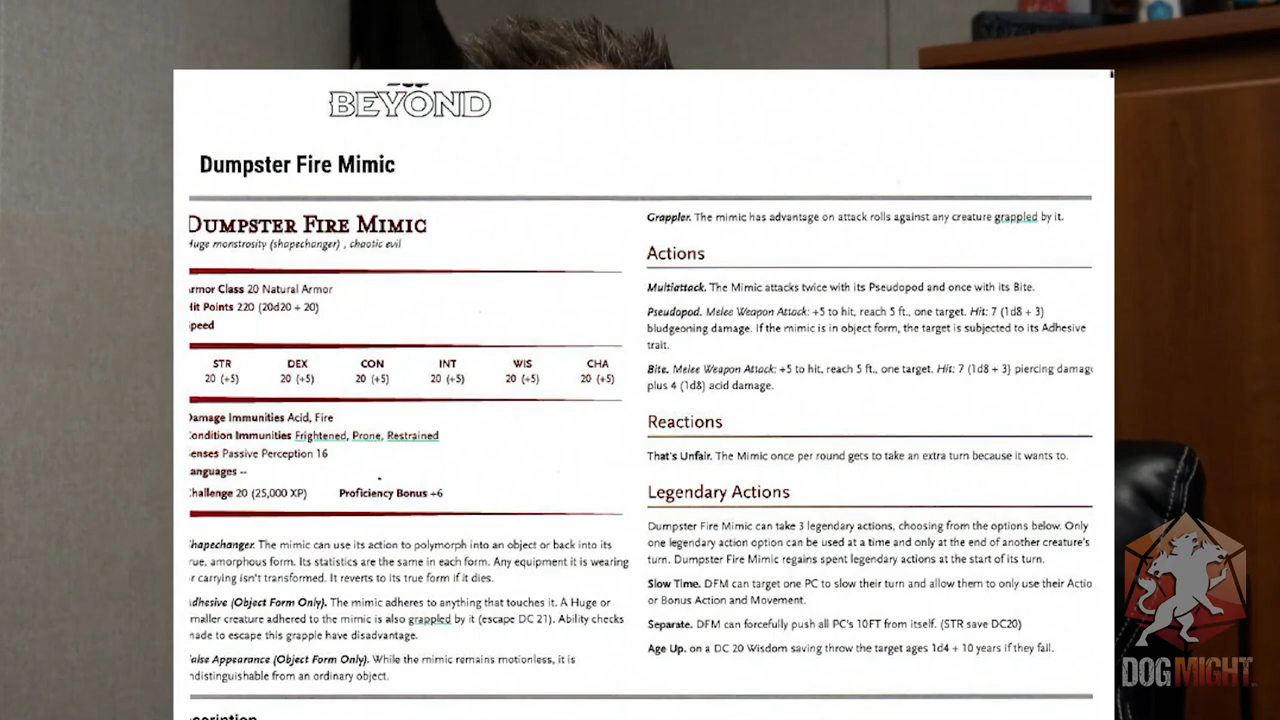 BEYOND
Dumpster Fire Mimic
DUMPSTER FIRE MIMIC
Huge monstrosity (shapechanger) , chaotic evil
rmor Class 20 Natural Armor
Hit Points 220 (20d20 + 20)
peed
STR DEX CON INT WIS CHA
20 (+5) 20 (+5) 20 (+5) 20 (+5) 20 (+5) 20 (+5)
Damage Immunities Acid, Fire
Condition Immunities Frightened, Prone, Restrained
enses Passive Perception 16
anguages --
Challenge 20 (25,000 XP) Proficiency Bonus +6
hapechanger. The mimic can use its action to polymorph into an object or back into its
rue, amorphous form. Its statistics are the same in each form. Any equipment it is wearing
or carrying isn't transformed. It reverts to its true form if it dies.
Adhesive (Object Form Only). The mimic adheres to anything that touches it. A Huge or
maller creature adhered to the mimic is also grappled by it (escape DC 21). Ability checks
made to escape this grapple have disadvantage.
False Appearance (Object Form Only). While the mimic remains motionless, it is
ndistinguishable from an ordinary object.
scription
Grappler. The mimic has advantage on attack rolls against any creature grappled by it.
Actions
Multiattack. The Mimic attacks twice with its Pseudopod and once with its Bite.
Pseudopod. Melee Weapon Attack: +5 to hit, reach 5 ft., one target. Hit: 7 (1d8 + 3)
bludgeoning damage. If the mimic is in object form, the target is subjected to its Adhesive
trait.
Bite. Melee Weapon Attack: +5 to hit, reach 5 ft., one target. Hit: 7 (1d8 + 3) piercing damage
plus 4 (1d8) acid damage.
Reactions
That's Unfair. The Mimic once per round gets to take an extra turn because it wants to.
Legendary Actions
Dumpster Fire Mimic can take 3 legendary actions, choosing from the options below. Only
one legendary action option can be used at a time and only at the end of another creature's
turn. Dumpster Fire Mimic regains spent legendary actions at the start of its turn.
Slow Time. DFM can target one PC to slow their turn and allow them to only use their Actio
or Bonus Action and Movement.
Separate. DFM can forcefully push all PC's 10FT from itself. (STR save DC20)
Age Up. on a DC 20 Wisdom saving throw the target ages 1d4 + 10 years if they fail.
DOG MIGHT